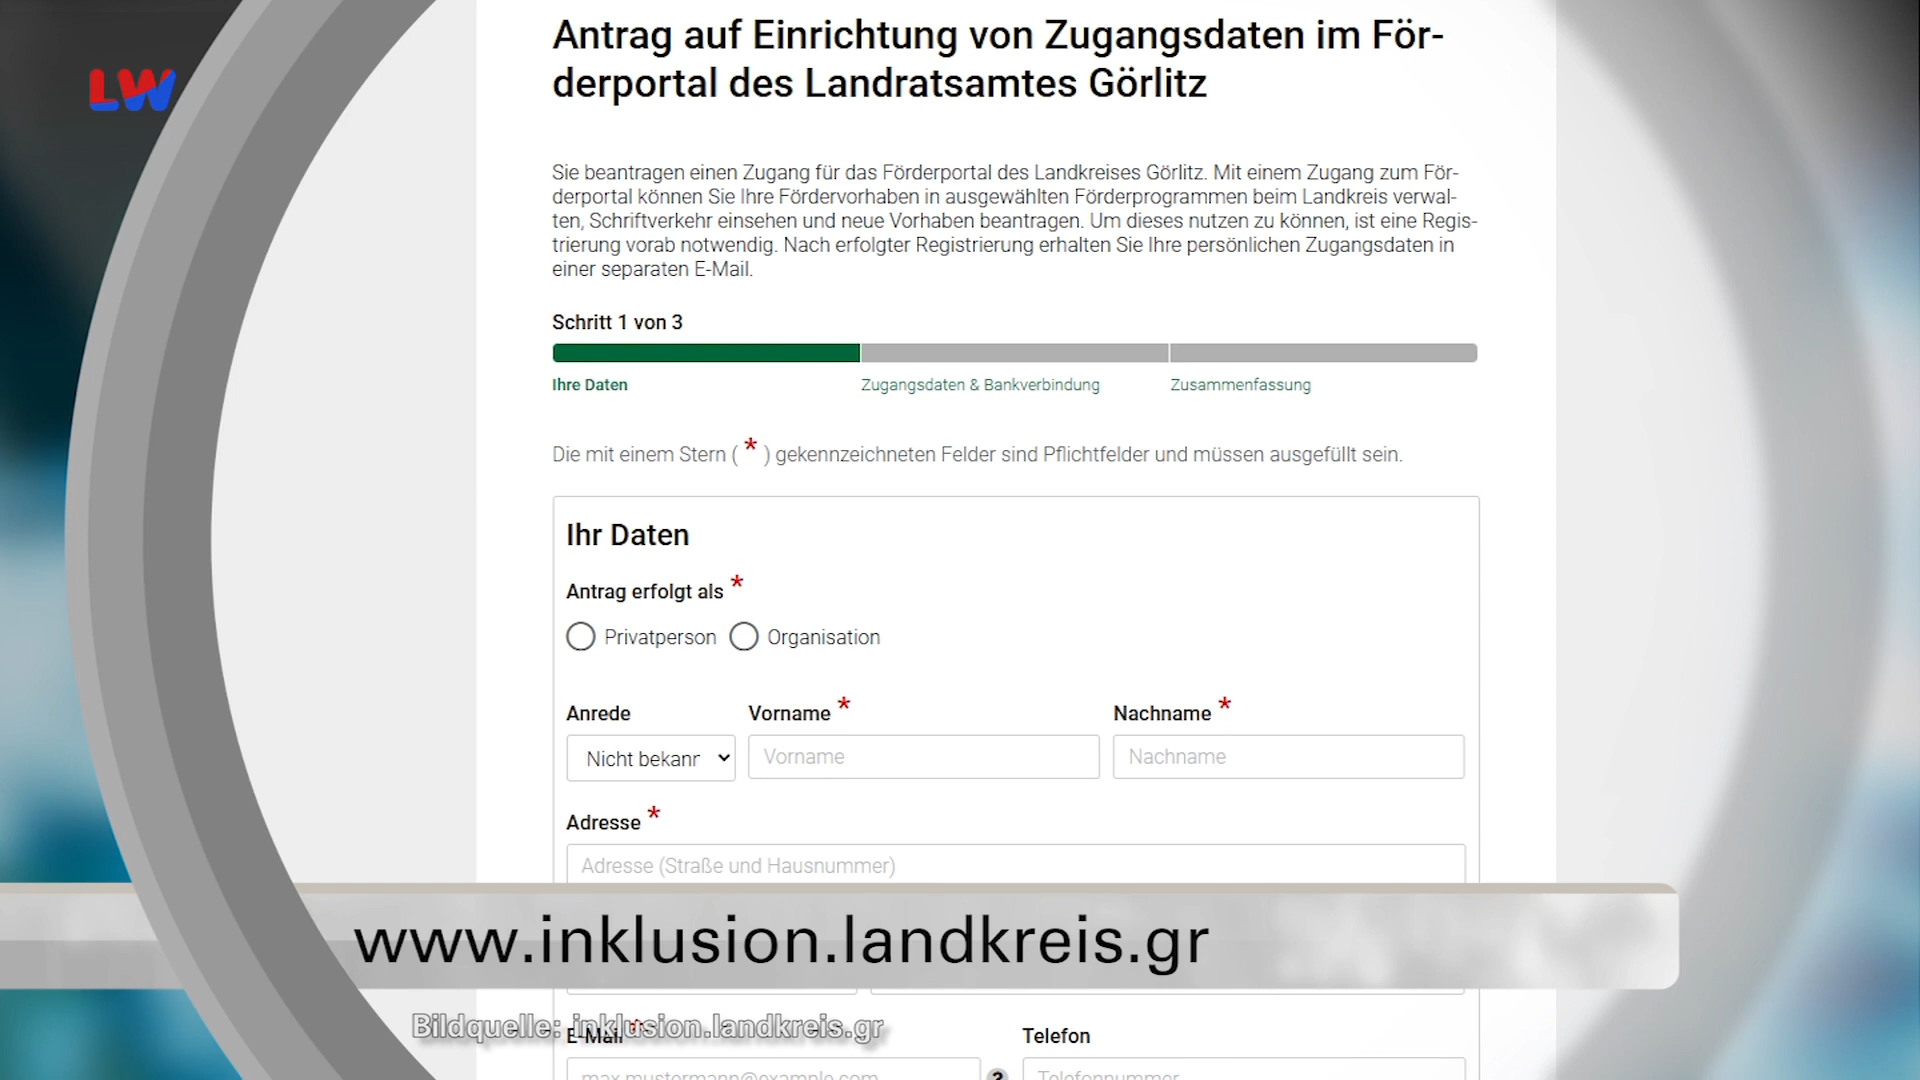 LW
Antrag auf Einrichtung von Zugangsdaten im För-
derportal des Landratsamtes Görlitz
Sie beantragen einen Zugang für das Förderportal des Landkreises Görlitz. Mit einem Zugang zum För-
derportal können Sie Ihre Fördervorhaben in ausgewählten Förderprogrammen beim Landkreis verwal-
ten, Schriftverkehr einsehen und neue Vorhaben beantragen. Um dieses nutzen zu können, ist eine Regis-
trierung vorab notwendig. Nach erfolgter Registrierung erhalten Sie Ihre persönlichen Zugangsdaten in
einer separaten E-Mail.
Schritt 1 von 3
Ihre Daten Zugangsdaten & Bankverbindung Zusammenfassung
Die mit einem Stern ( * ) gekennzeichneten Felder sind Pflichtfelder und müssen ausgefüllt sein.
Ihr Daten
Antrag erfolgt als *
Privatperson Organisation
Anrede Vorname * Nachname *
Nicht bekanr Vorname Nachname
Adresse *
Adresse (Straße und Hausnummer)
www.inklusion.landkreis.gr
Bildquelle: inklusion.landkreis.gr
E-Mail * Telefon
max.mustermann@example.com ? Telefonnummer